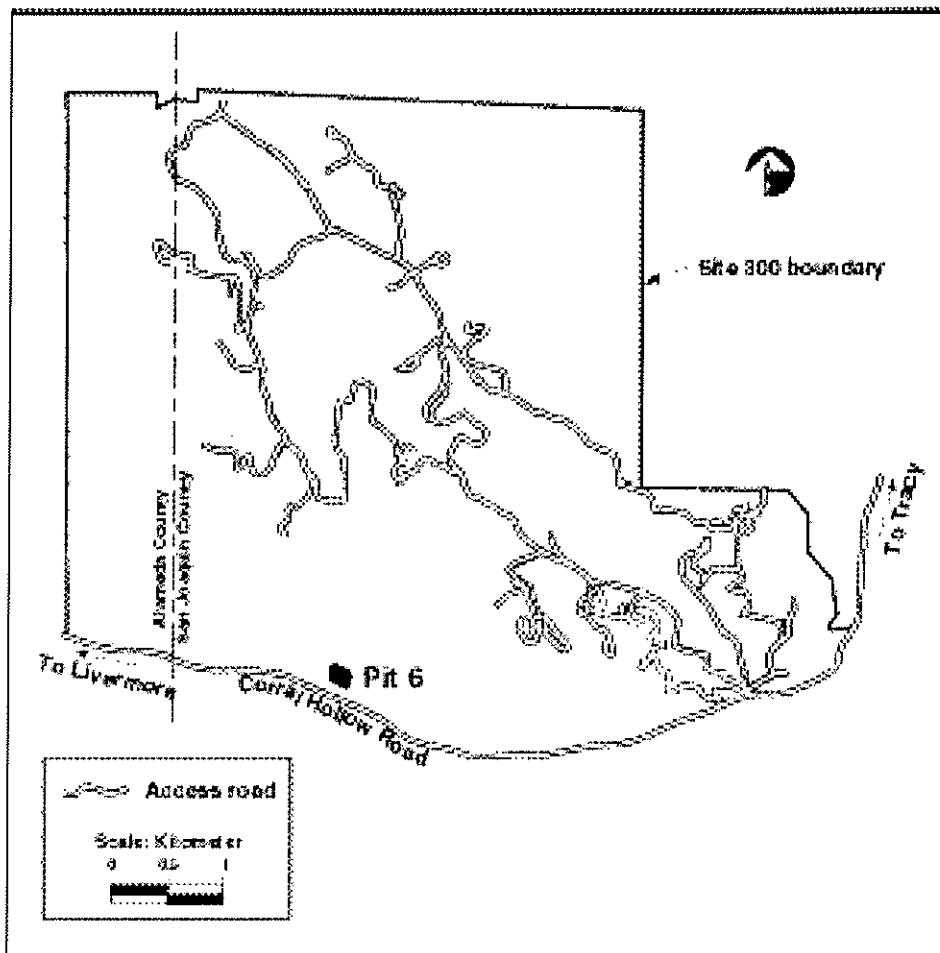 Site 300 boundary
To Tracy
Alameda County
San Joaquin County
To Livermore
Pit 6
Corral Hollow Road
Access road
Scale: Kilometer
0 0.5 1